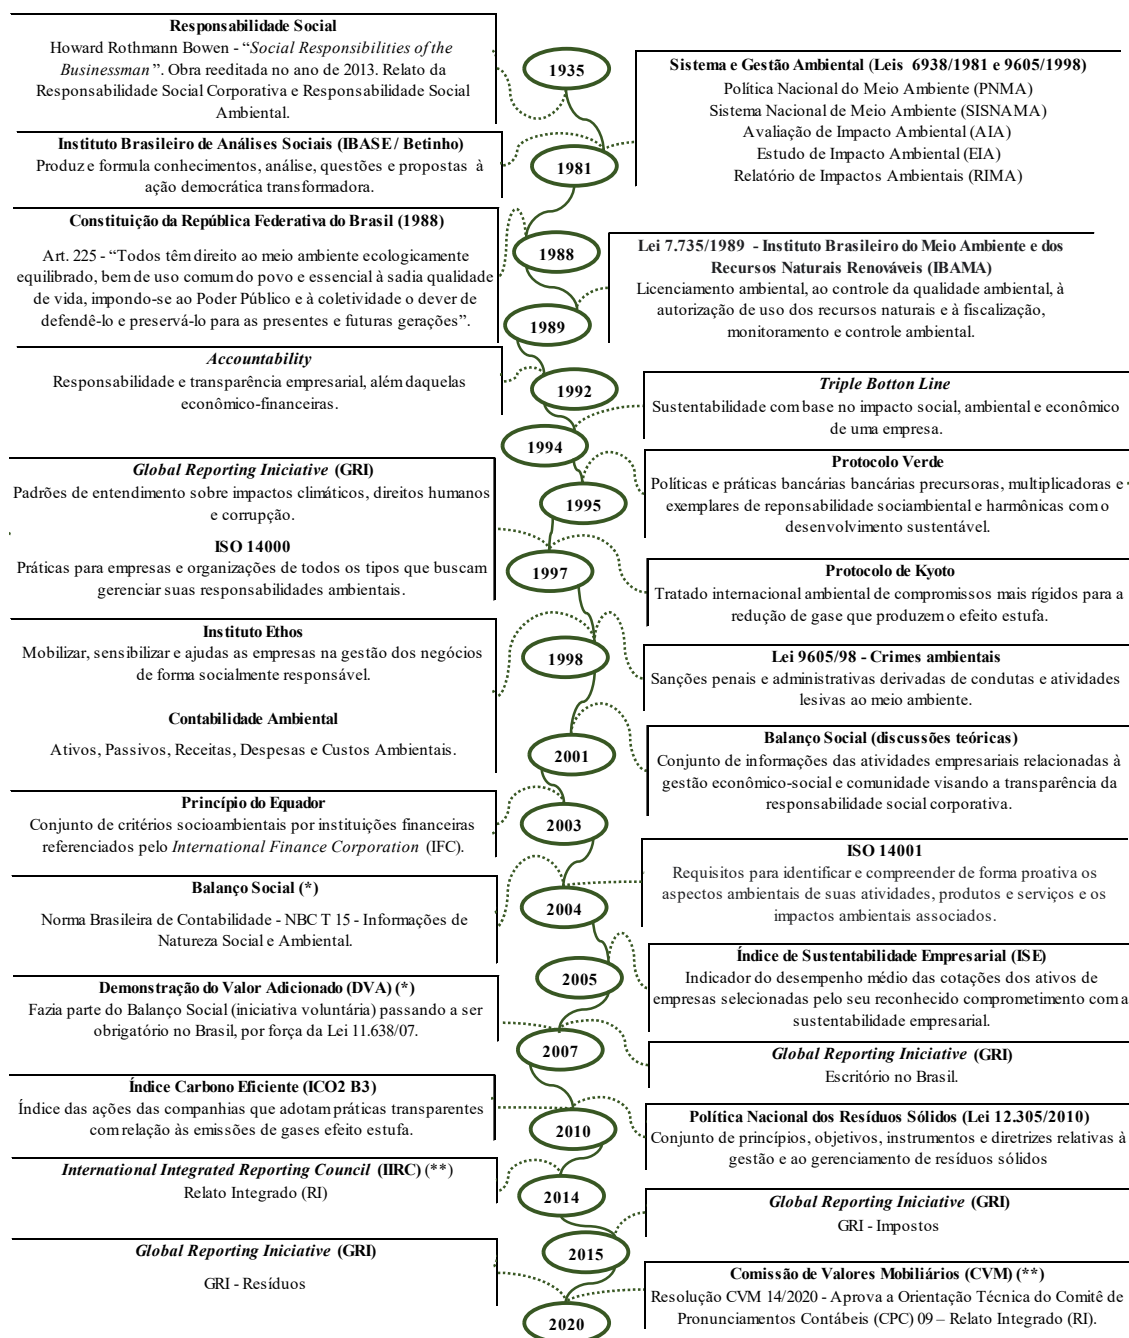 Responsabilidade Social
Howard Rothmann Bowen - “Social Responsibilities of the
Businessman”. Obra reeditada no ano de 2013. Relato da
Responsabilidade Social Corporativa e Responsabilidade Social
Ambiental.
1935
Sistema e Gestão Ambiental (Leis 6938/1981 e 9605/1998)
Política Nacional do Meio Ambiente (PNMA)
Sistema Nacional de Meio Ambiente (SISNAMA)
Avaliação de Impacto Ambiental (AIA)
Estudo de Impacto Ambiental (EIA)
Relatório de Impactos Ambientais (RIMA)
Instituto Brasileiro de Análises Sociais (IBASE / Betinho)
Produz e formula conhecimentos, análise, questões e propostas à
ação democrática transformadora.
1981
Constituição da República Federativa do Brasil (1988)
Art. 225 - “Todos têm direito ao meio ambiente ecologicamente
equilibrado, bem de uso comum do povo e essencial à sadia qualidade
de vida, impondo-se ao Poder Público e à coletividade o dever de
defendê-lo e preservá-lo para as presentes e futuras gerações”.
1988
Lei 7.735/1989 - Instituto Brasileiro do Meio Ambiente e dos
Recursos Naturais Renováveis (IBAMA)
Licenciamento ambiental, ao controle da qualidade ambiental, à
autorização de uso dos recursos naturais e à fiscalização,
monitoramento e controle ambiental.
1989
Accountability
Responsabilidade e transparência empresarial, além daquelas
econômico-financeiras.
1992
Triple Botton Line
Sustentabilidade com base no impacto social, ambiental e econômico
de uma empresa.
1994
Global Reporting Iniciative (GRI)
Padrões de entendimento sobre impactos climáticos, direitos humanos
e corrupção.
ISO 14000
Práticas para empresas e organizações de todos os tipos que buscam
gerenciar suas responsabilidades ambientais.
Protocolo Verde
Políticas e práticas bancárias bancárias precursoras, multiplicadoras e
exemplares de reponsabilidade sociambiental e harmônicas com o
desenvolvimento sustentável.
1995
1997
Protocolo de Kyoto
Tratado internacional ambiental de compromissos mais rígidos para a
redução de gase que produzem o efeito estufa.
Instituto Ethos
Mobilizar, sensibilizar e ajudas as empresas na gestão dos negócios
de forma socialmente responsável.
Contabilidade Ambiental
Ativos, Passivos, Receitas, Despesas e Custos Ambientais.
1998
Lei 9605/98 - Crimes ambientais
Sanções penais e administrativas derivadas de condutas e atividades
lesivas ao meio ambiente.
2001
Balanço Social (discussões teóricas)
Conjunto de informações das atividades empresariais relacionadas à
gestão econômico-social e comunidade visando a transparência da
responsabilidade social corporativa.
Princípio do Equador
Conjunto de critérios socioambientais por instituições financeiras
referenciados pelo International Finance Corporation (IFC).
2003
ISO 14001
Requisitos para identificar e compreender de forma proativa os
aspectos ambientais de suas atividades, produtos e serviços e os
impactos ambientais associados.
Balanço Social (*)
Norma Brasileira de Contabilidade - NBC T 15 - Informações de
Natureza Social e Ambiental.
2004
Índice de Sustentabilidade Empresarial (ISE)
Indicador do desempenho médio das cotações dos ativos de
empresas selecionadas pelo seu reconhecido comprometimento com a
sustentabilidade empresarial.
2005
Demonstração do Valor Adicionado (DVA) (*)
Fazia parte do Balanço Social (iniciativa voluntária) passando a ser
obrigatório no Brasil, por força da Lei 11.638/07.
2007
Global Reporting Iniciative (GRI)
Escritório no Brasil.
Índice Carbono Eficiente (ICO2 B3)
Índice das ações das companhias que adotam práticas transparentes
com relação às emissões de gases efeito estufa.
2010
Política Nacional dos Resíduos Sólidos (Lei 12.305/2010)
Conjunto de princípios, objetivos, instrumentos e diretrizes relativas à
gestão e ao gerenciamento de resíduos sólidos
International Integrated Reporting Council (IIRC) (**)
Relato Integrado (RI)
2014
Global Reporting Iniciative (GRI)
GRI - Impostos
2015
Global Reporting Iniciative (GRI)
GRI - Resíduos
Comissão de Valores Mobiliários (CVM) (**)
Resolução CVM 14/2020 - Aprova a Orientação Técnica do Comitê de
Pronunciamentos Contábeis (CPC) 09 – Relato Integrado (RI).
2020